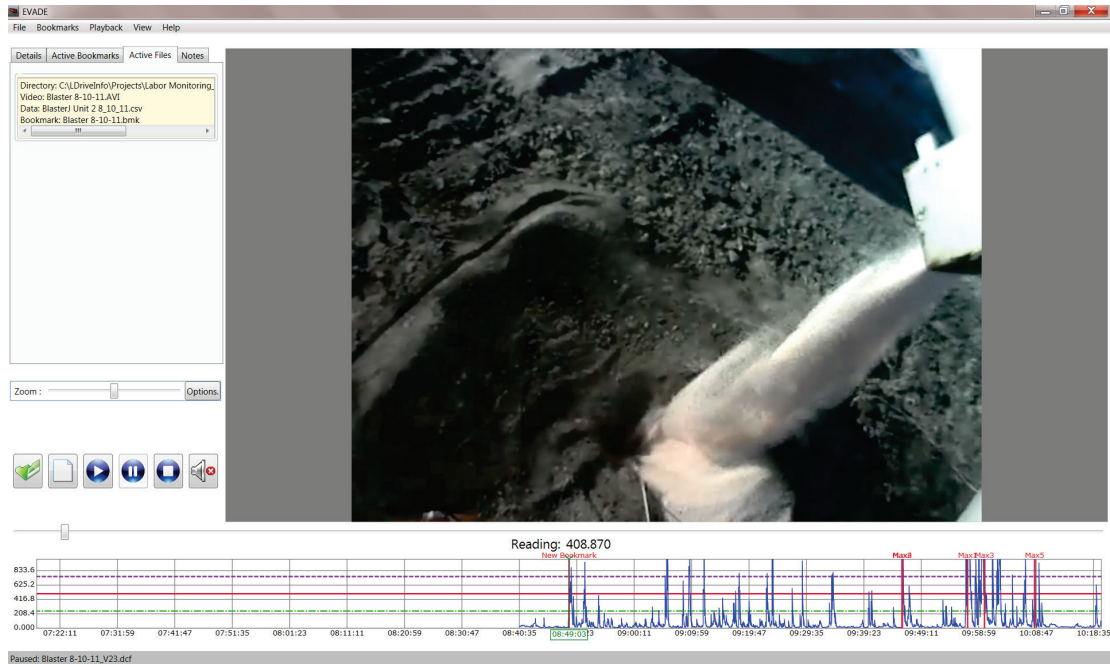 EVADE
File Bookmarks Playback View Help
Details Active Bookmarks Active Files Notes
Directory: C:\LDriveInfo\Projects\Labor Monitoring_
Video: Blaster 8-10-11.AVI
Data: BlasterJ Unit 2 8_10_11.csv
Bookmark: Blaster 8-10-11.bmk
Zoom : Options.
Reading: 408.870
New Bookmark Max1 Max3 Max5
833.6
625.2
416.8
208.4
0.000
07:22:11 07:31:59 07:41:47 07:51:35 08:01:23 08:11:11 08:20:59 08:30:47 08:40:35 08:49:03 09:00:11 09:09:59 09:19:47 09:29:35 09:39:23 09:49:11 09:58:59 10:08:47 10:18:35
Paused: Blaster 8-10-11_V23.dcf